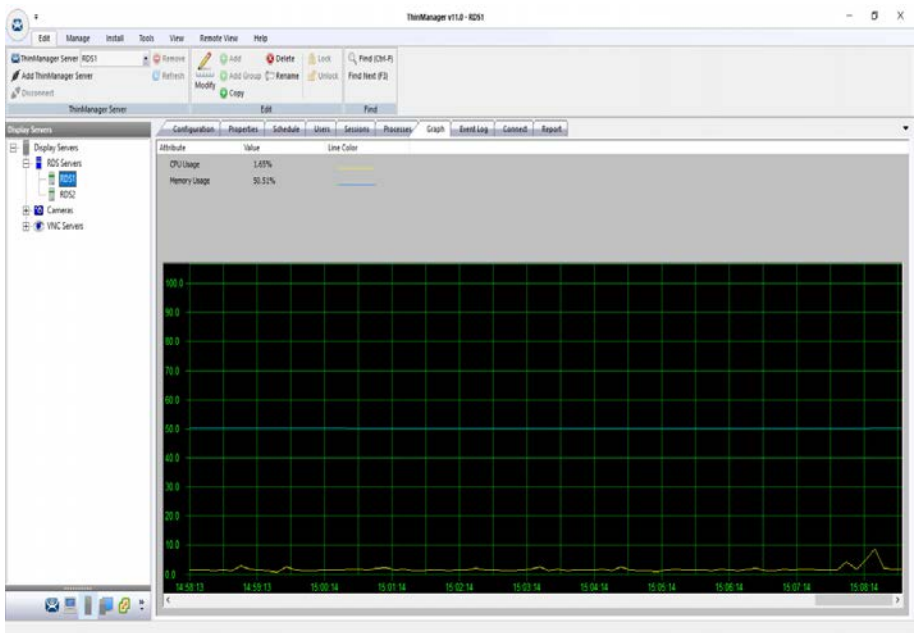 ThinManager v11.0 - RDS1
Edit Manage Install Tools View Remote View Help
ThinManager Server RDS1 Remove Add Delete Lock Find (Ctrl-F)
Add ThinManager Server Refresh Modify Add Group Rename Unlock Find Next (F3)
Disconnect Copy
ThinManager Server Edit Find
Display Servers
Configuration Properties Schedule Users Sessions Processes Graph Event Log Connect Report
Display Servers
RDS Servers
RDS1
RDS2
Cameras
VNC Servers
Attribute Value Line Color
CPU Usage 1.65%
Memory Usage 50.51%
100.0
90.0
80.0
70.0
60.0
50.0
40.0
30.0
20.0
10.0
0.0
14:58:13 14:59:13 15:00:14 15:01:14 15:02:14 15:03:14 15:04:14 15:05:14 15:06:14 15:07:14 15:08:14